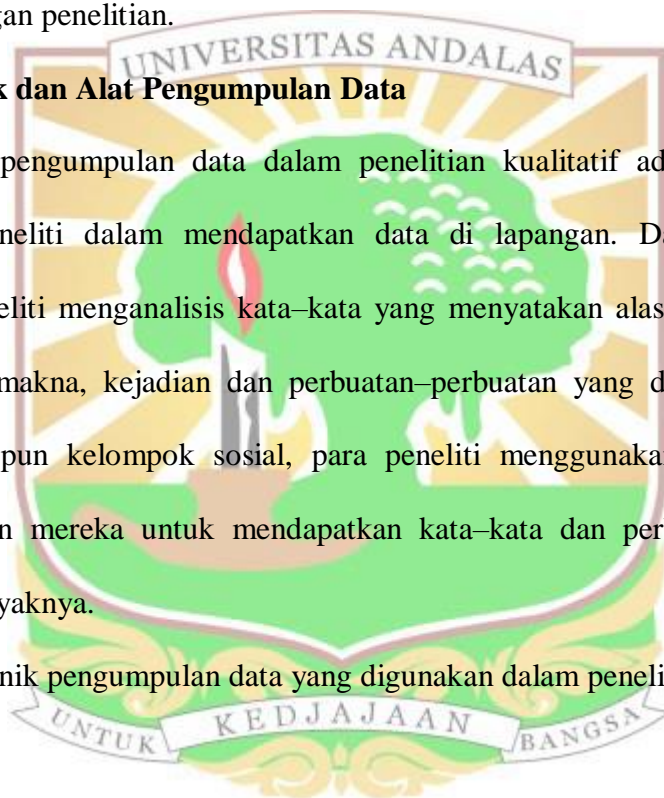 gan penelitian.
UNIVERSITAS ANDALAS
k dan Alat Pengumpulan Data
pengumpulan data dalam penelitian kualitatif ad
neliti dalam mendapatkan data di lapangan. Da
eliti menganalisis kata–kata yang menyatakan alas
makna, kejadian dan perbuatan–perbuatan yang d
pun kelompok sosial, para peneliti menggunaka
n mereka untuk mendapatkan kata–kata dan per
yaknya.
nik pengumpulan data yang digunakan dalam peneli
UNTUK KEDJAJAAN BANGSA